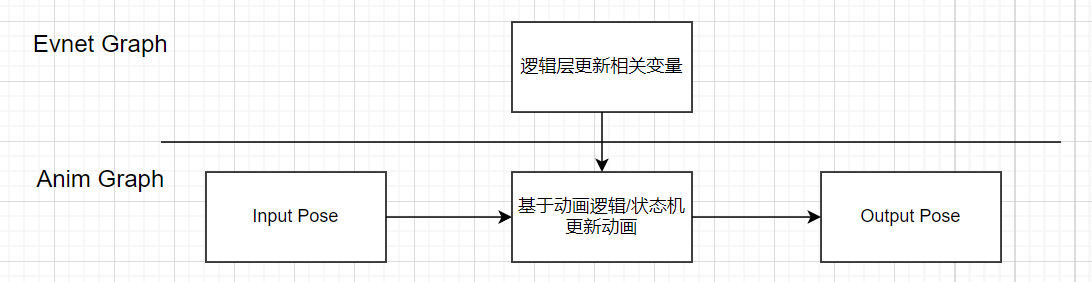 Evnet Graph
逻辑层更新相关变量
Anim Graph
Input Pose
基于动画逻辑/状态机
更新动画
Output Pose